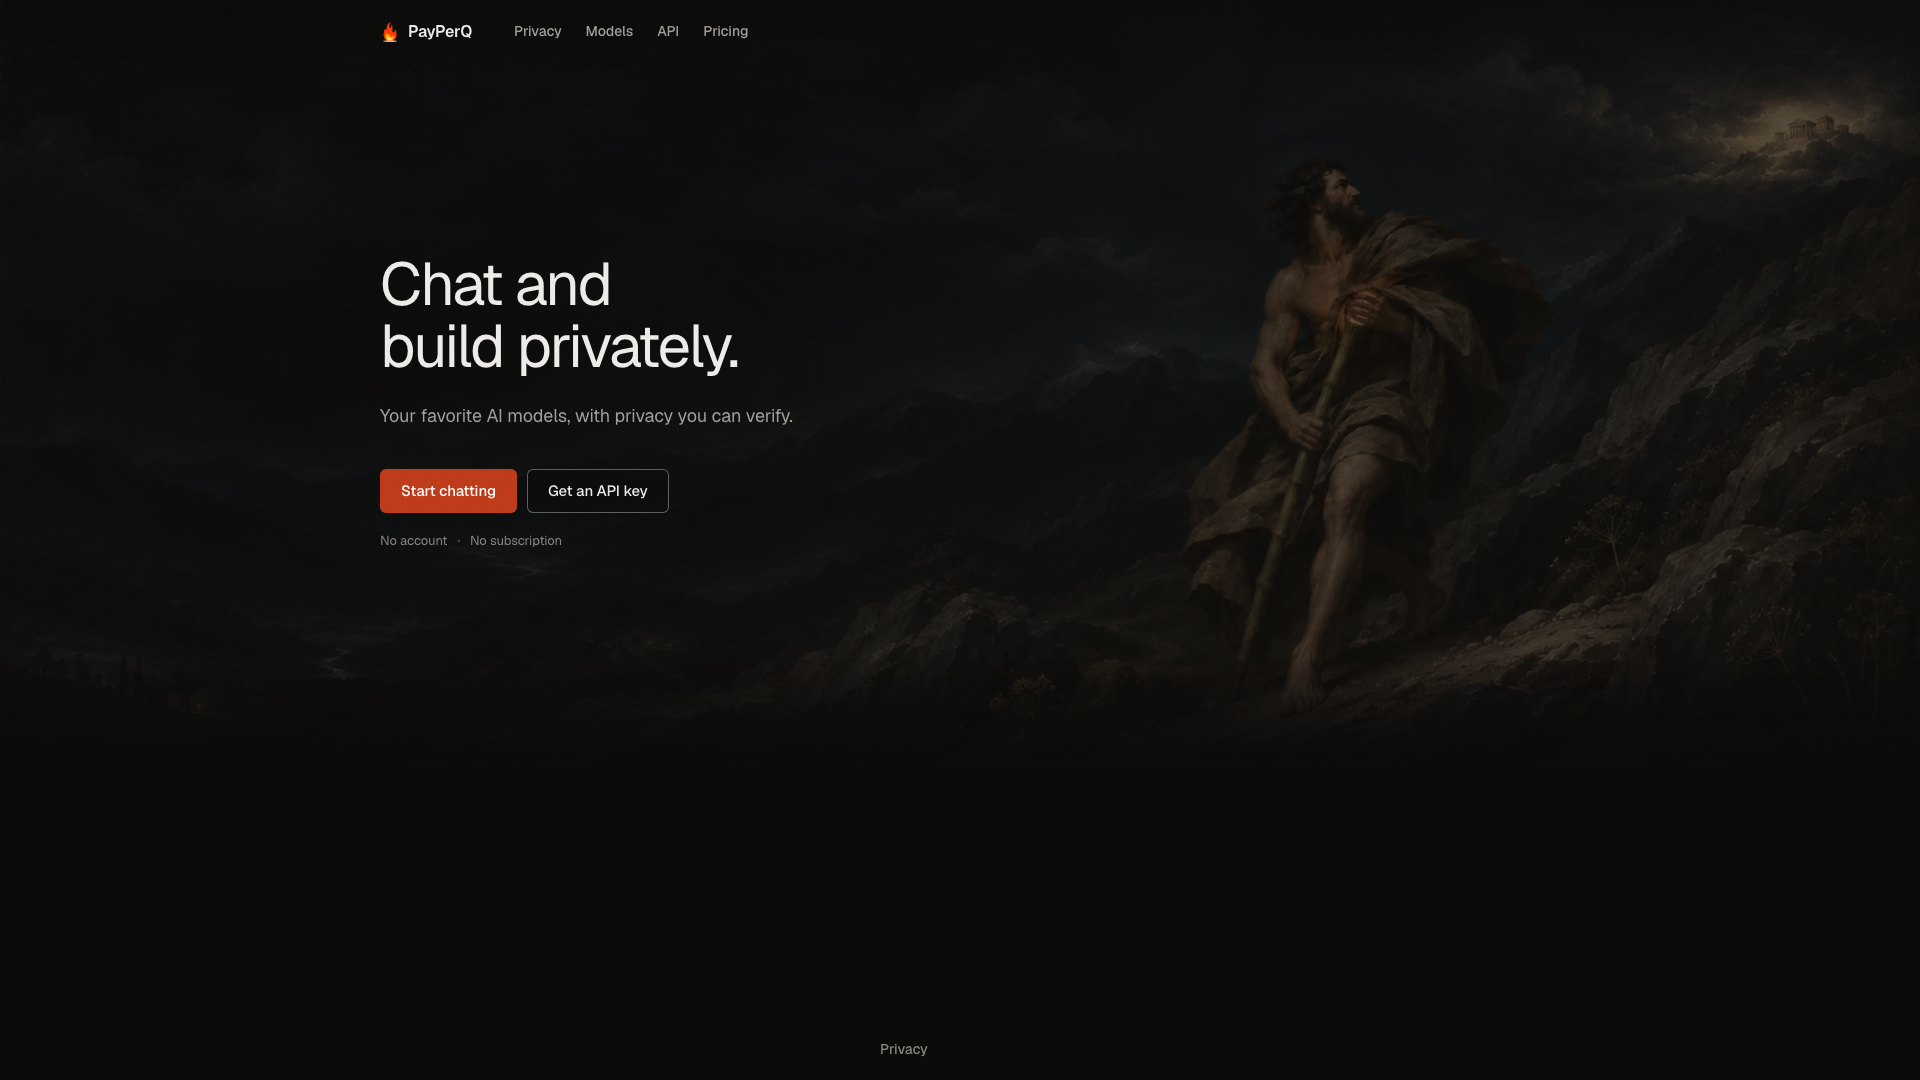 PayPerQ
Privacy
Models
API
Pricing
Chat and
build privately.
Your favorite AI models, with privacy you can verify.
Start chatting
Get an API key
No account · No subscription
Privacy